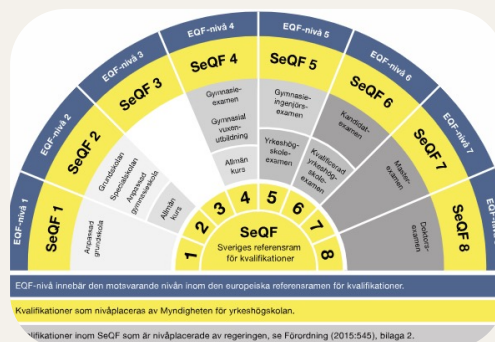 EQF-nivå 1
EQF-nivå 2
EQF-nivå 3
EQF-nivå 4
EQF-nivå 5
EQF-nivå 6
EQF-nivå 7
EQF-nivå 8
SeQF 1
SeQF 2
SeQF 3
SeQF 4
SeQF 5
SeQF 6
SeQF 7
SeQF 8
Anpassad
grundskola
Grundskolan
Specialskolan
Anpassad
gymnasieskola
Allmän
kurs
Gymnasie-
examen
Gymnasial
vuxen-
utbildning
Allmän
kurs
Gymnasie-
ingenjörs-
examen
Yrkeshög-
skole-
examen
Kandidat-
examen
Kvalificerad
yrkeshög-
skole-
examen
Master-
examen
Doktors-
examen
1
2
3
4
5
6
7
8
SeQF
Sveriges referensram
för kvalifikationer
EQF-nivå innebär den motsvarande nivån inom den europeiska referensramen för kvalifikationer.
Kvalifikationer som nivåplaceras av Myndigheten för yrkeshögskolan.
alifikationer inom SeQF som är nivåplacerade av regeringen, se Förordning (2015:545), bilaga 2.